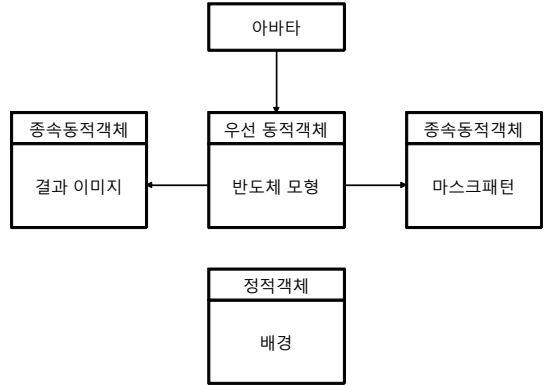 아바타
종속동적객체
우선 동적객체
종속동적객체
결과 이미지
반도체 모형
마스크패턴
정적객체
배경